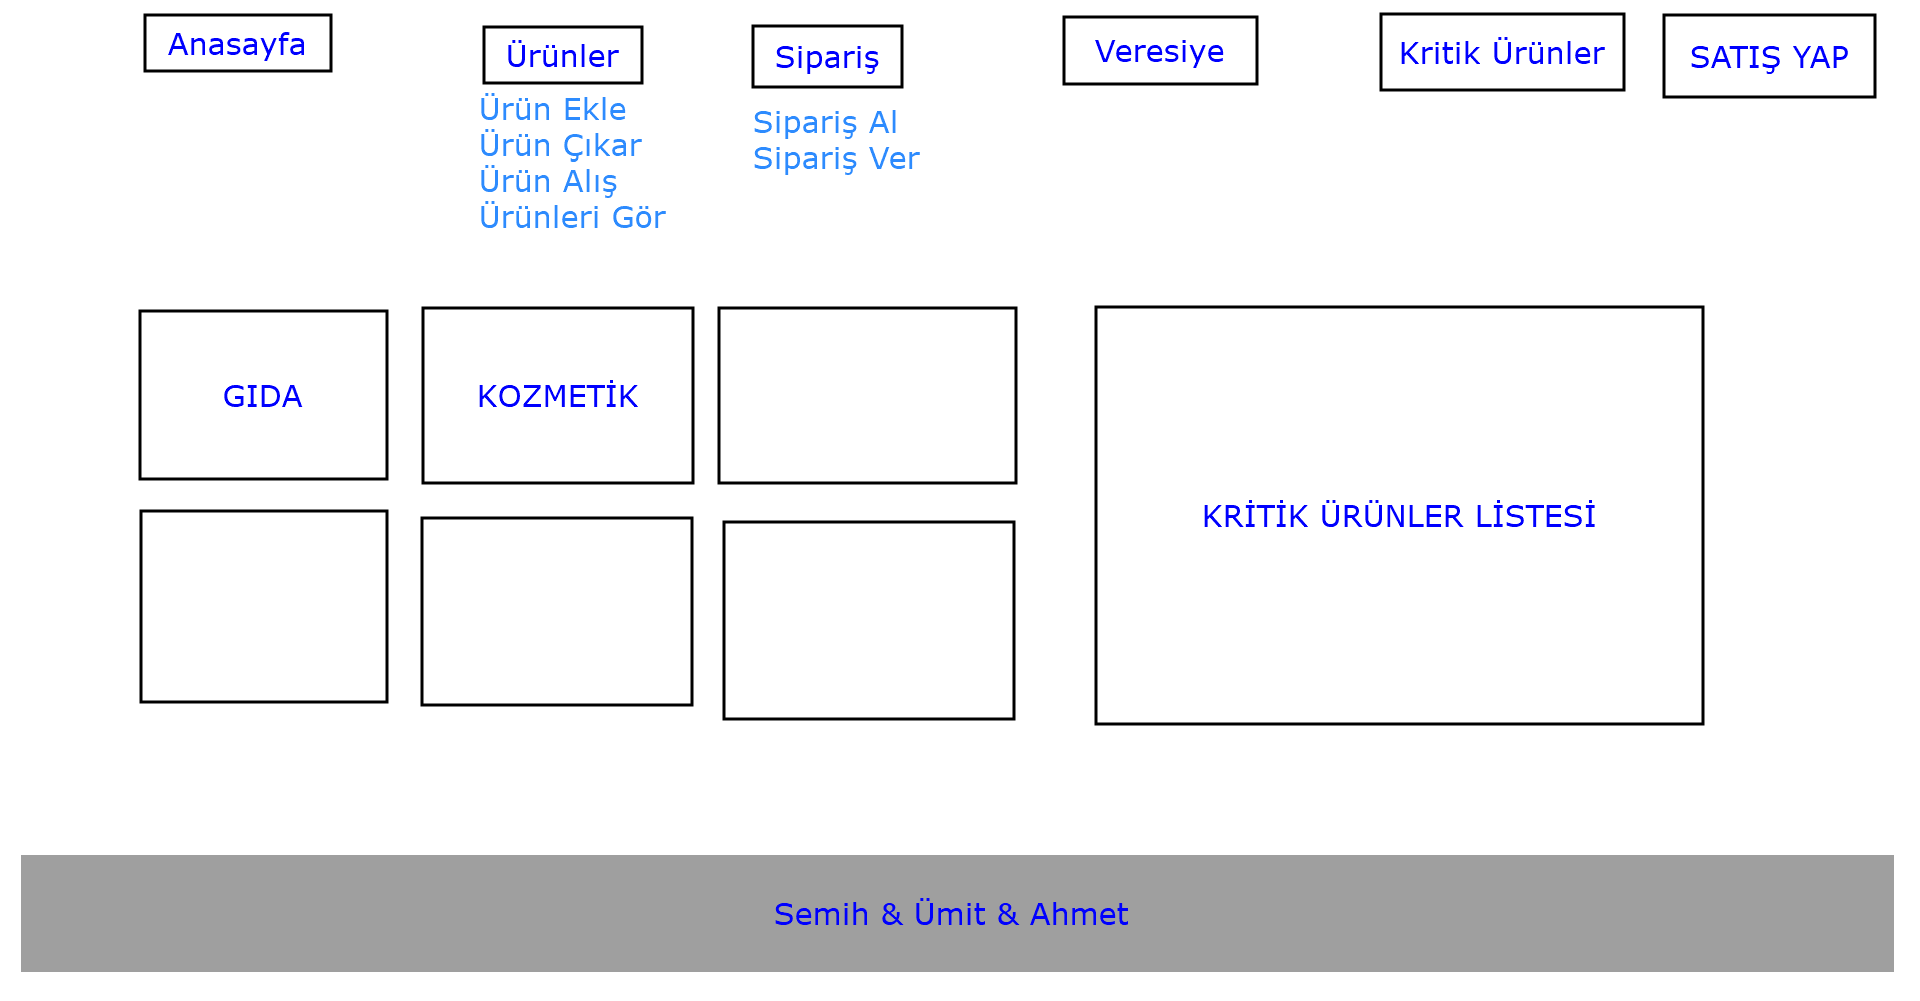 Anasayfa
Ürünler
Sipariş
Veresiye
Kritik Ürünler
SATIŞ YAP
Ürün Ekle
Ürün Çıkar
Ürün Alış
Ürünleri Gör
Sipariş Al
Sipariş Ver
GIDA
KOZMETİK
KRİTİK ÜRÜNLER LİSTESİ
Semih & Ümit & Ahmet